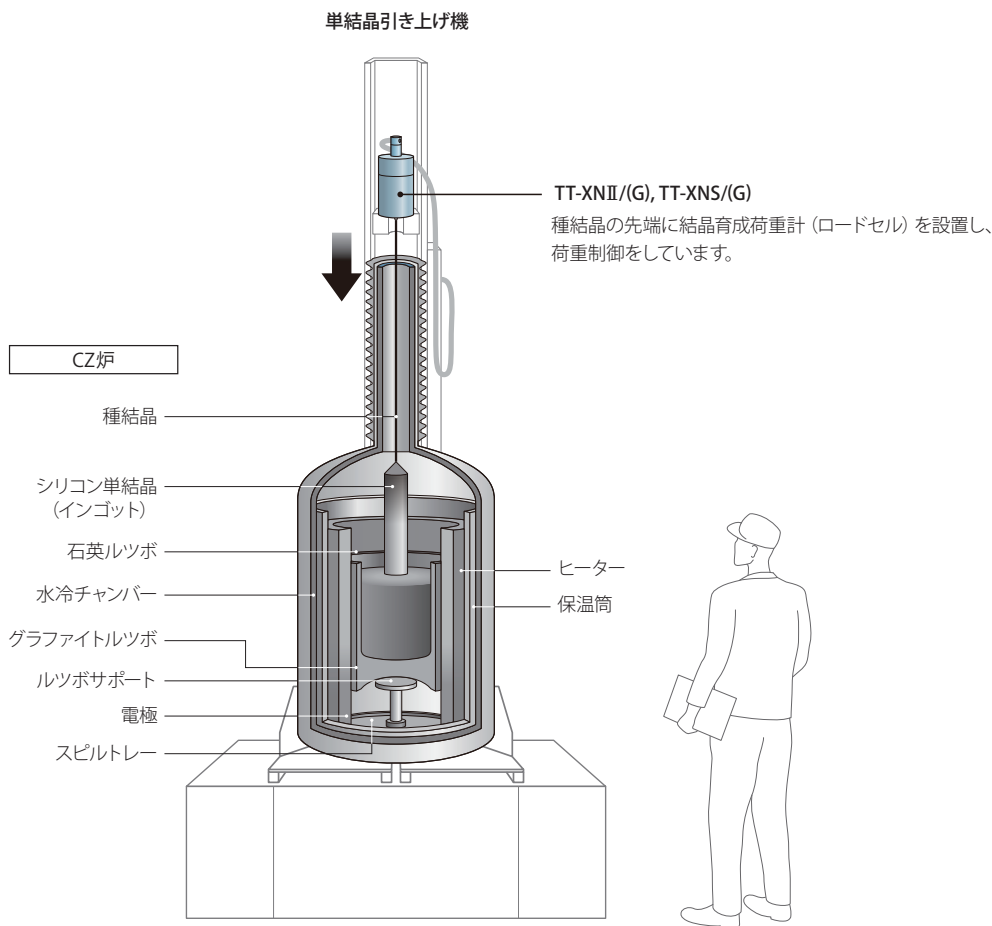 単結晶引き上げ機
TT-XNⅡ/(G), TT-XNS/(G)
種結晶の先端に結晶育成荷重計（ロードセル）を設置し、
荷重制御をしています。
CZ炉
種結晶
シリコン単結晶
（インゴット）
石英ルツボ
水冷チャンバー
グラファイトルツボ
ルツボサポート
電極
スピルトレー
ヒーター
保温筒